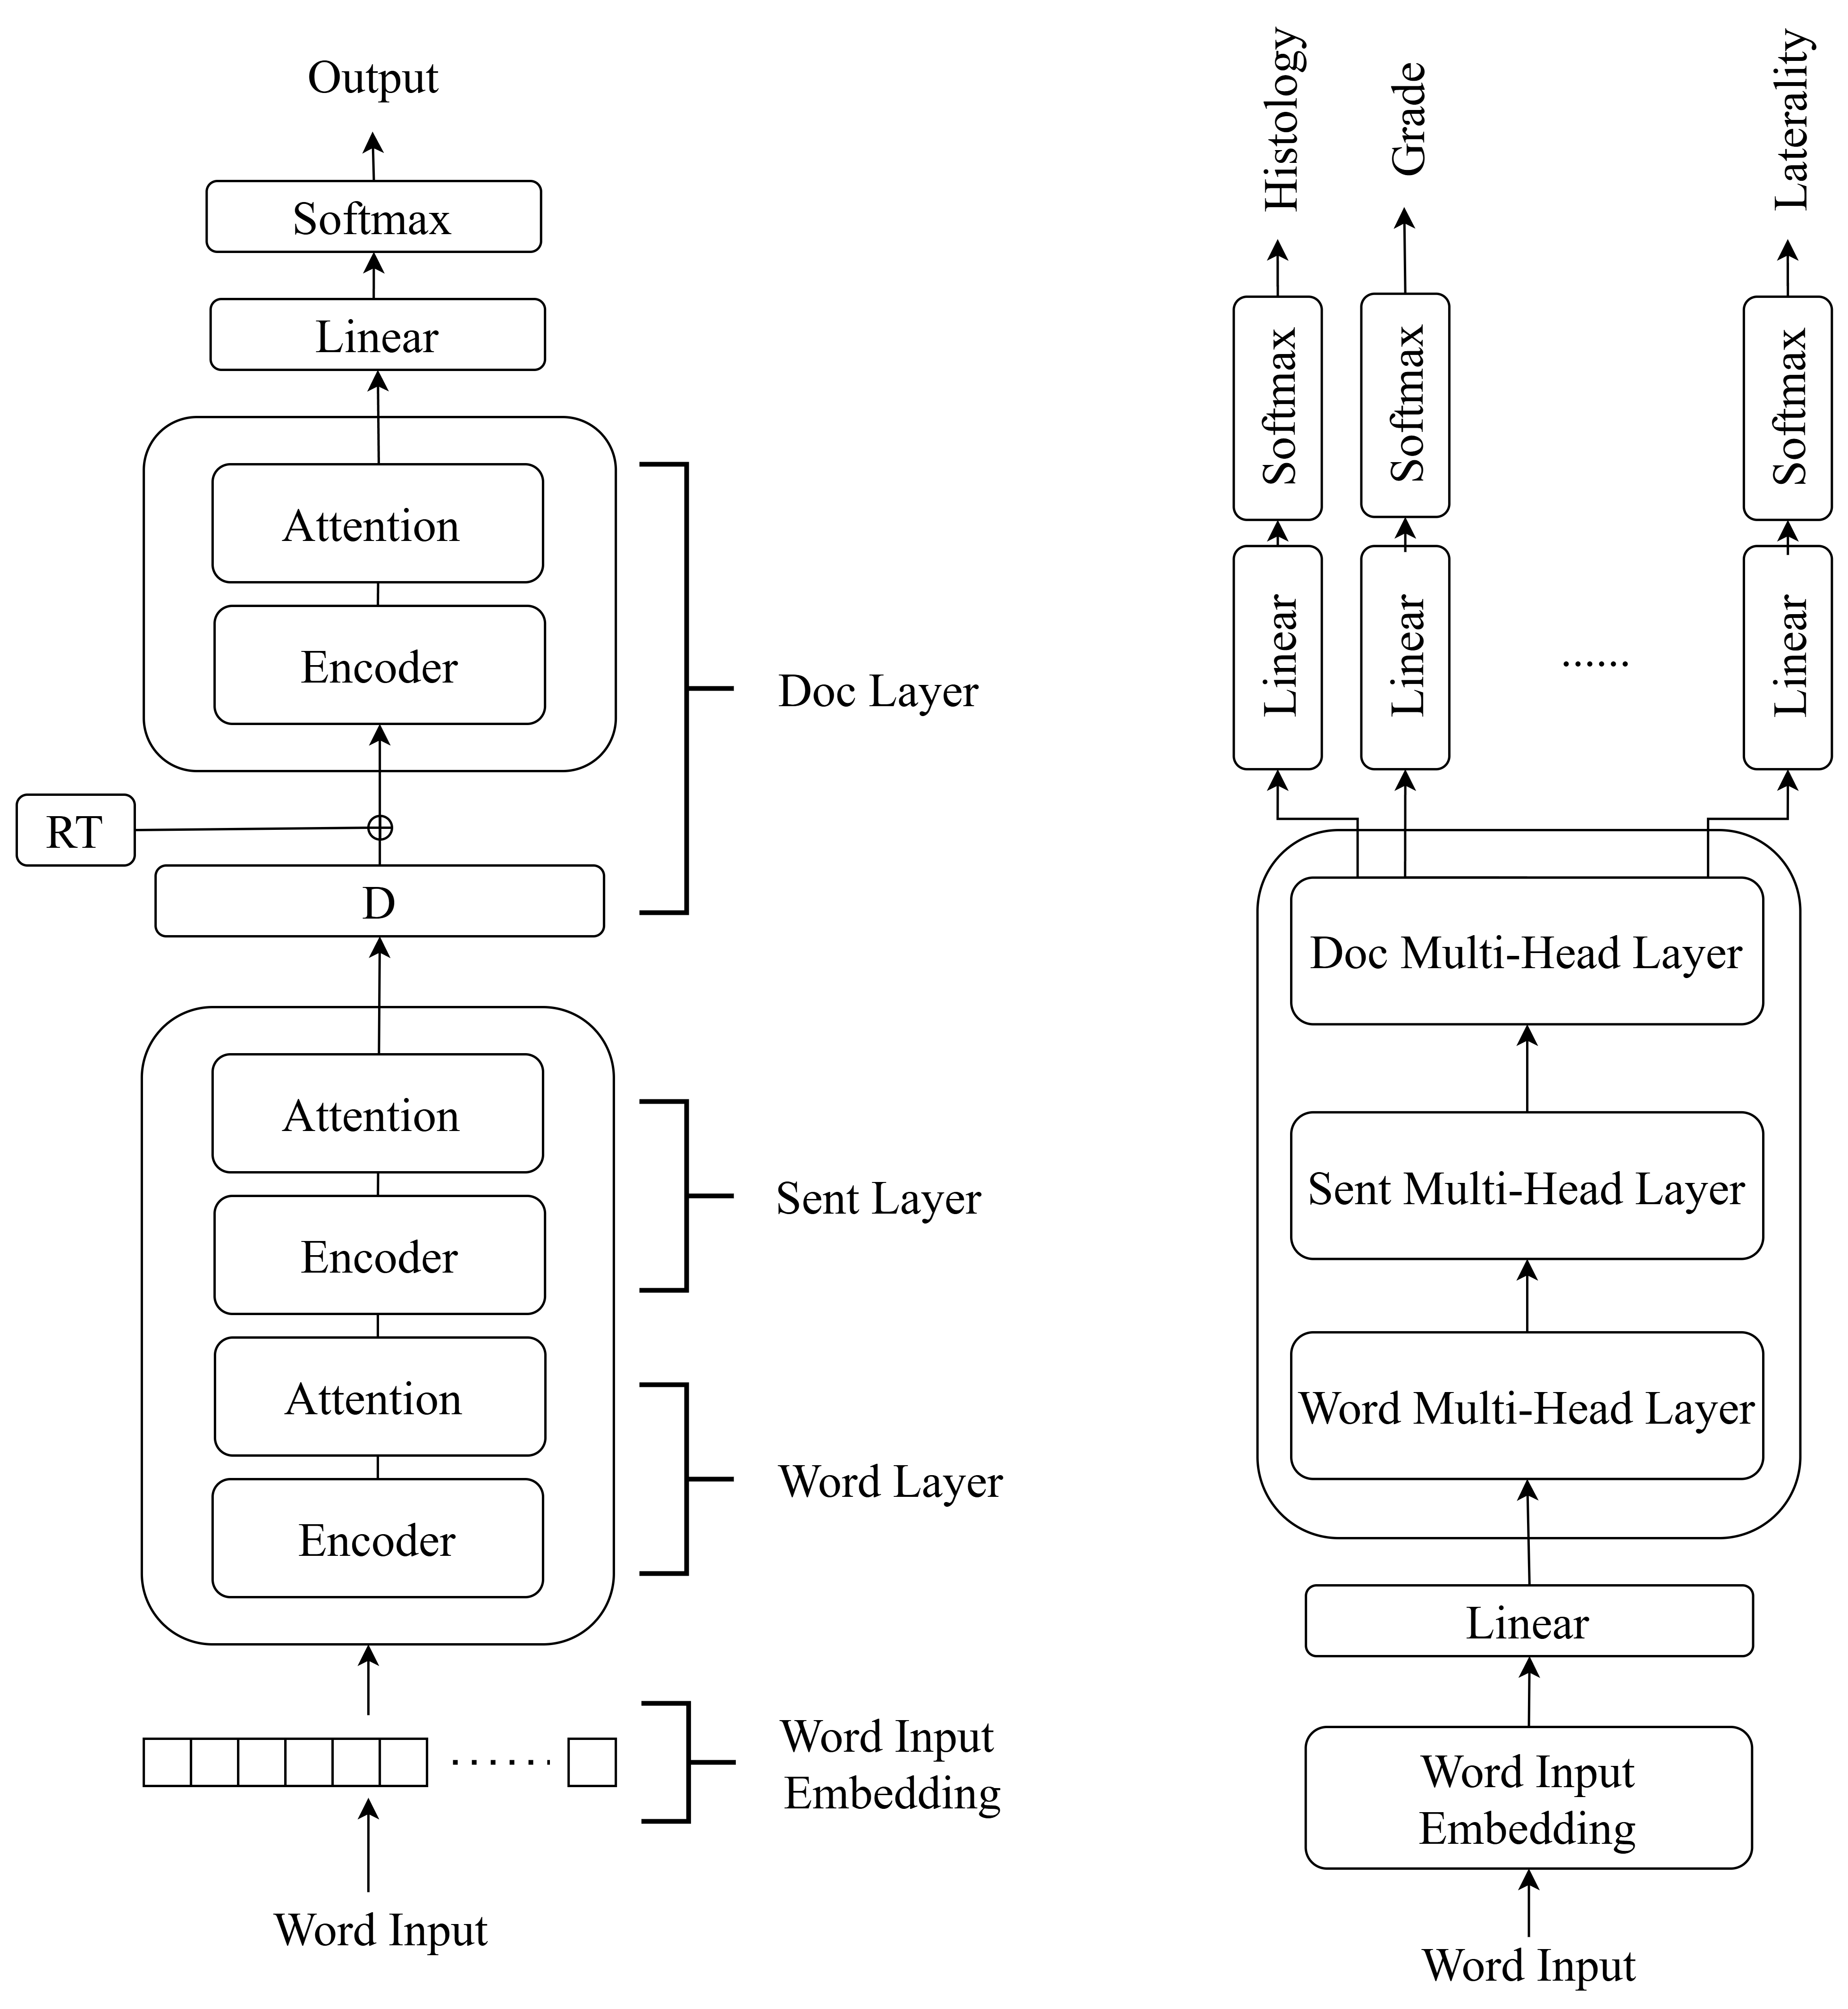 Output
Softmax
Linear
Attention
Encoder
Doc Layer
RT
D
Attention
Sent Layer
Encoder
Attention
Word Layer
Encoder
Word Input
Embedding
......
Word Input
Histology
Grade
Laterality
Softmax
Softmax
Softmax
Linear
Linear
......
Linear
Doc Multi-Head Layer
Sent Multi-Head Layer
Word Multi-Head Layer
Linear
Word Input
Embedding
Word Input